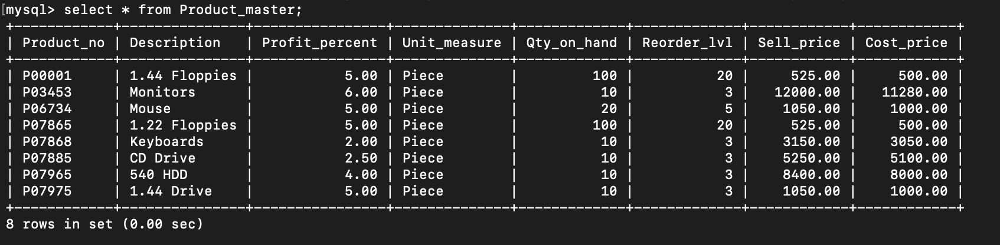 [mysql> select * from Product_master;
+------------+---------------+----------------+--------------+-------------+-------------+------------+------------+
| Product_no | Description   | Profit_percent | Unit_measure | Qty_on_hand | Reorder_lvl | Sell_price | Cost_price |
+------------+---------------+----------------+--------------+-------------+-------------+------------+------------+
| P00001     | 1.44 Floppies |           5.00 | Piece        |         100 |          20 |     525.00 |     500.00 |
| P03453     | Monitors      |           6.00 | Piece        |          10 |           3 |   12000.00 |   11280.00 |
| P06734     | Mouse         |           5.00 | Piece        |          20 |           5 |    1050.00 |    1000.00 |
| P07865     | 1.22 Floppies |           5.00 | Piece        |         100 |          20 |     525.00 |     500.00 |
| P07868     | Keyboards     |           2.00 | Piece        |          10 |           3 |    3150.00 |    3050.00 |
| P07885     | CD Drive      |           2.50 | Piece        |          10 |           3 |    5250.00 |    5100.00 |
| P07965     | 540 HDD       |           4.00 | Piece        |          10 |           3 |    8400.00 |    8000.00 |
| P07975     | 1.44 Drive    |           5.00 | Piece        |          10 |           3 |    1050.00 |    1000.00 |
+------------+---------------+----------------+--------------+-------------+-------------+------------+------------+
8 rows in set (0.00 sec)